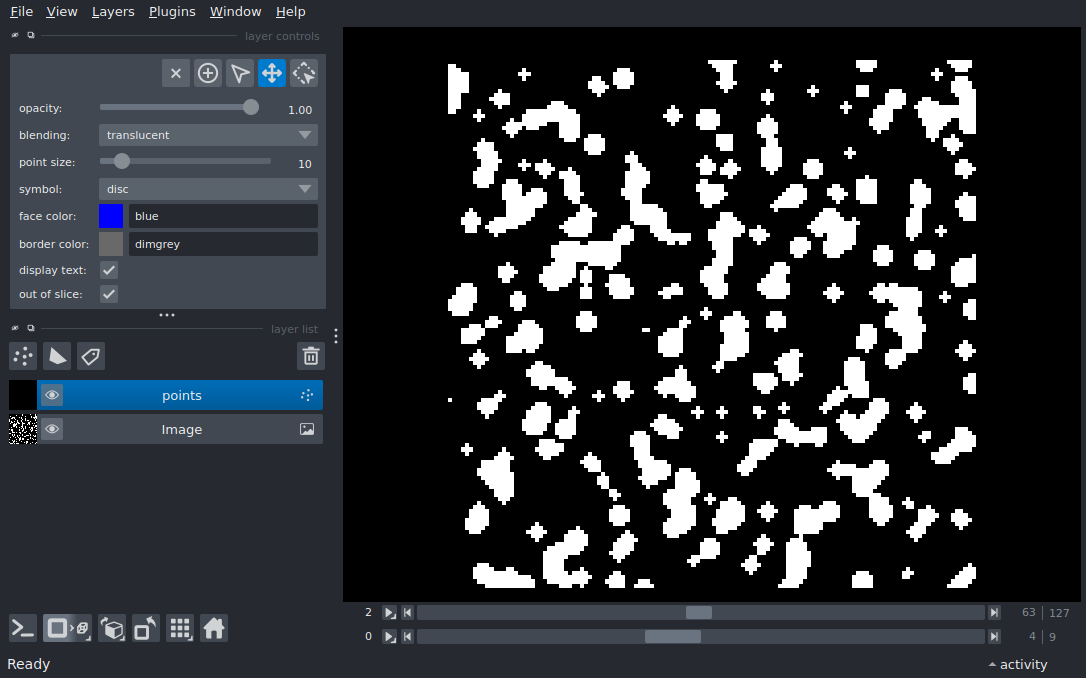 File View Layers Plugins Window Help
layer controls
opacity: 1.00
blending: translucent
point size: 10
symbol: disc
face color: blue
border color: dimgrey
display text:
out of slice:
layer list
points
Image
2 63 127
0 4 9
Ready activity